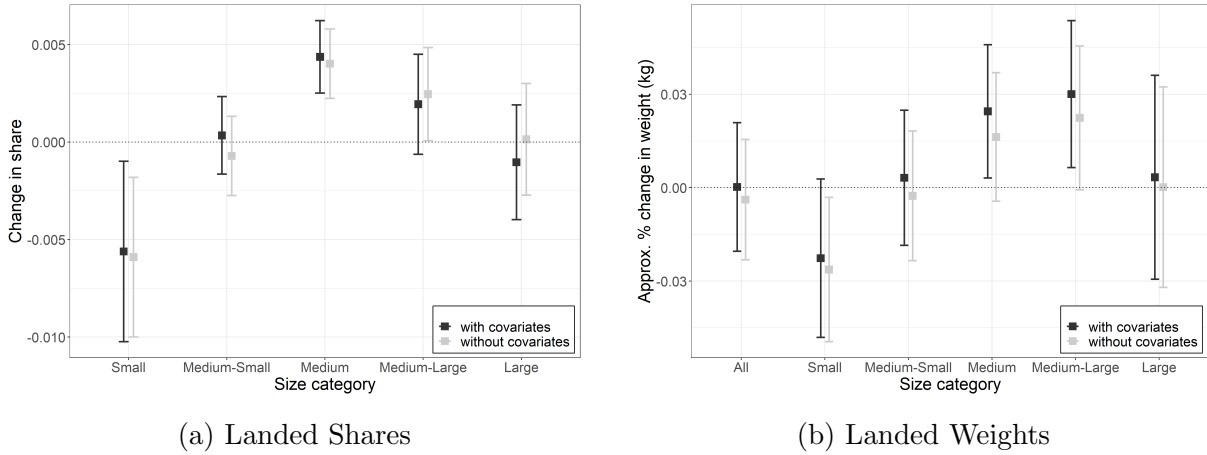 Change in share
0.005
0.000
-0.005
-0.010
with covariates
without covariates
Small Medium-Small Medium Medium-Large Large
Size category
(a) Landed Shares
Approx. % change in weight (kg)
0.03
0.00
-0.03
with covariates
without covariates
All Small Medium-Small Medium Medium-Large Large
Size category
(b) Landed Weights